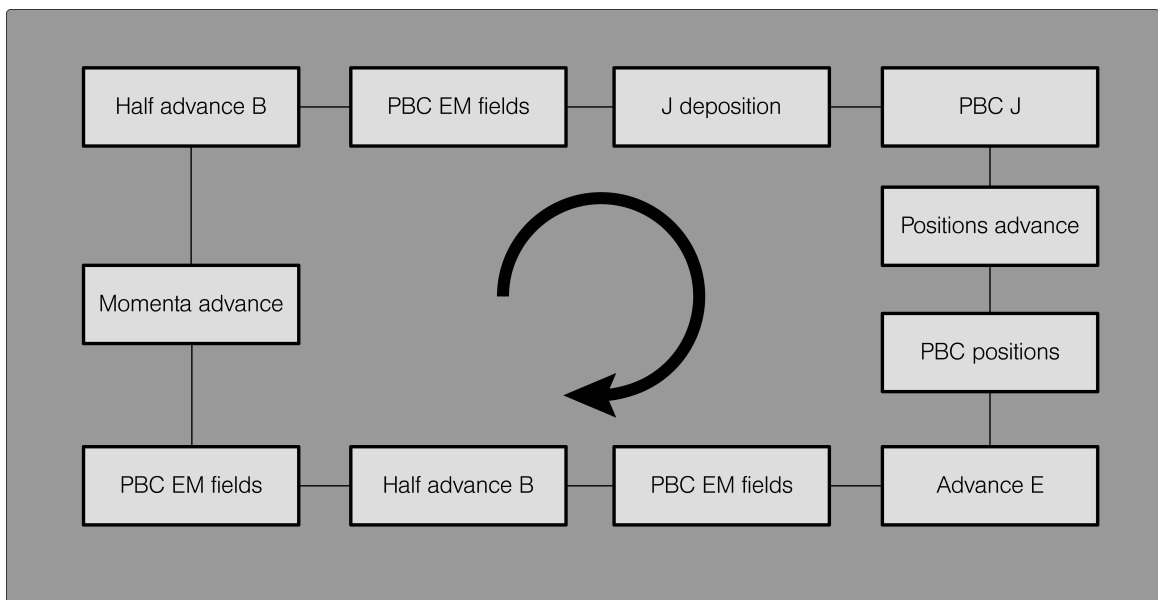 Half advance B
PBC EM fields
J deposition
PBC J
Positions advance
Momenta advance
PBC positions
PBC EM fields
Half advance B
PBC EM fields
Advance E